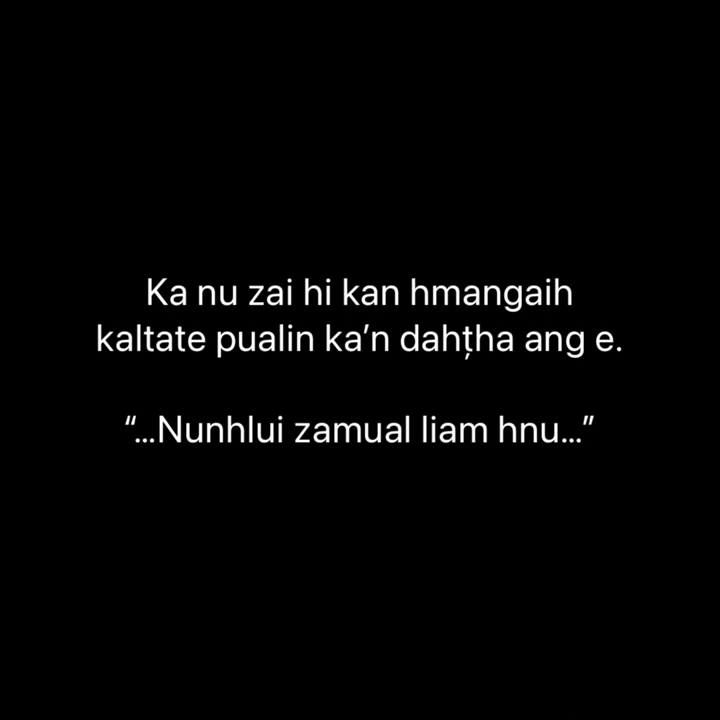 Ka nu zai hi kan hmangaih
kaltate pualin ka’n dahṭha ang e.
“...Nunhlui zamual liam hnu...”